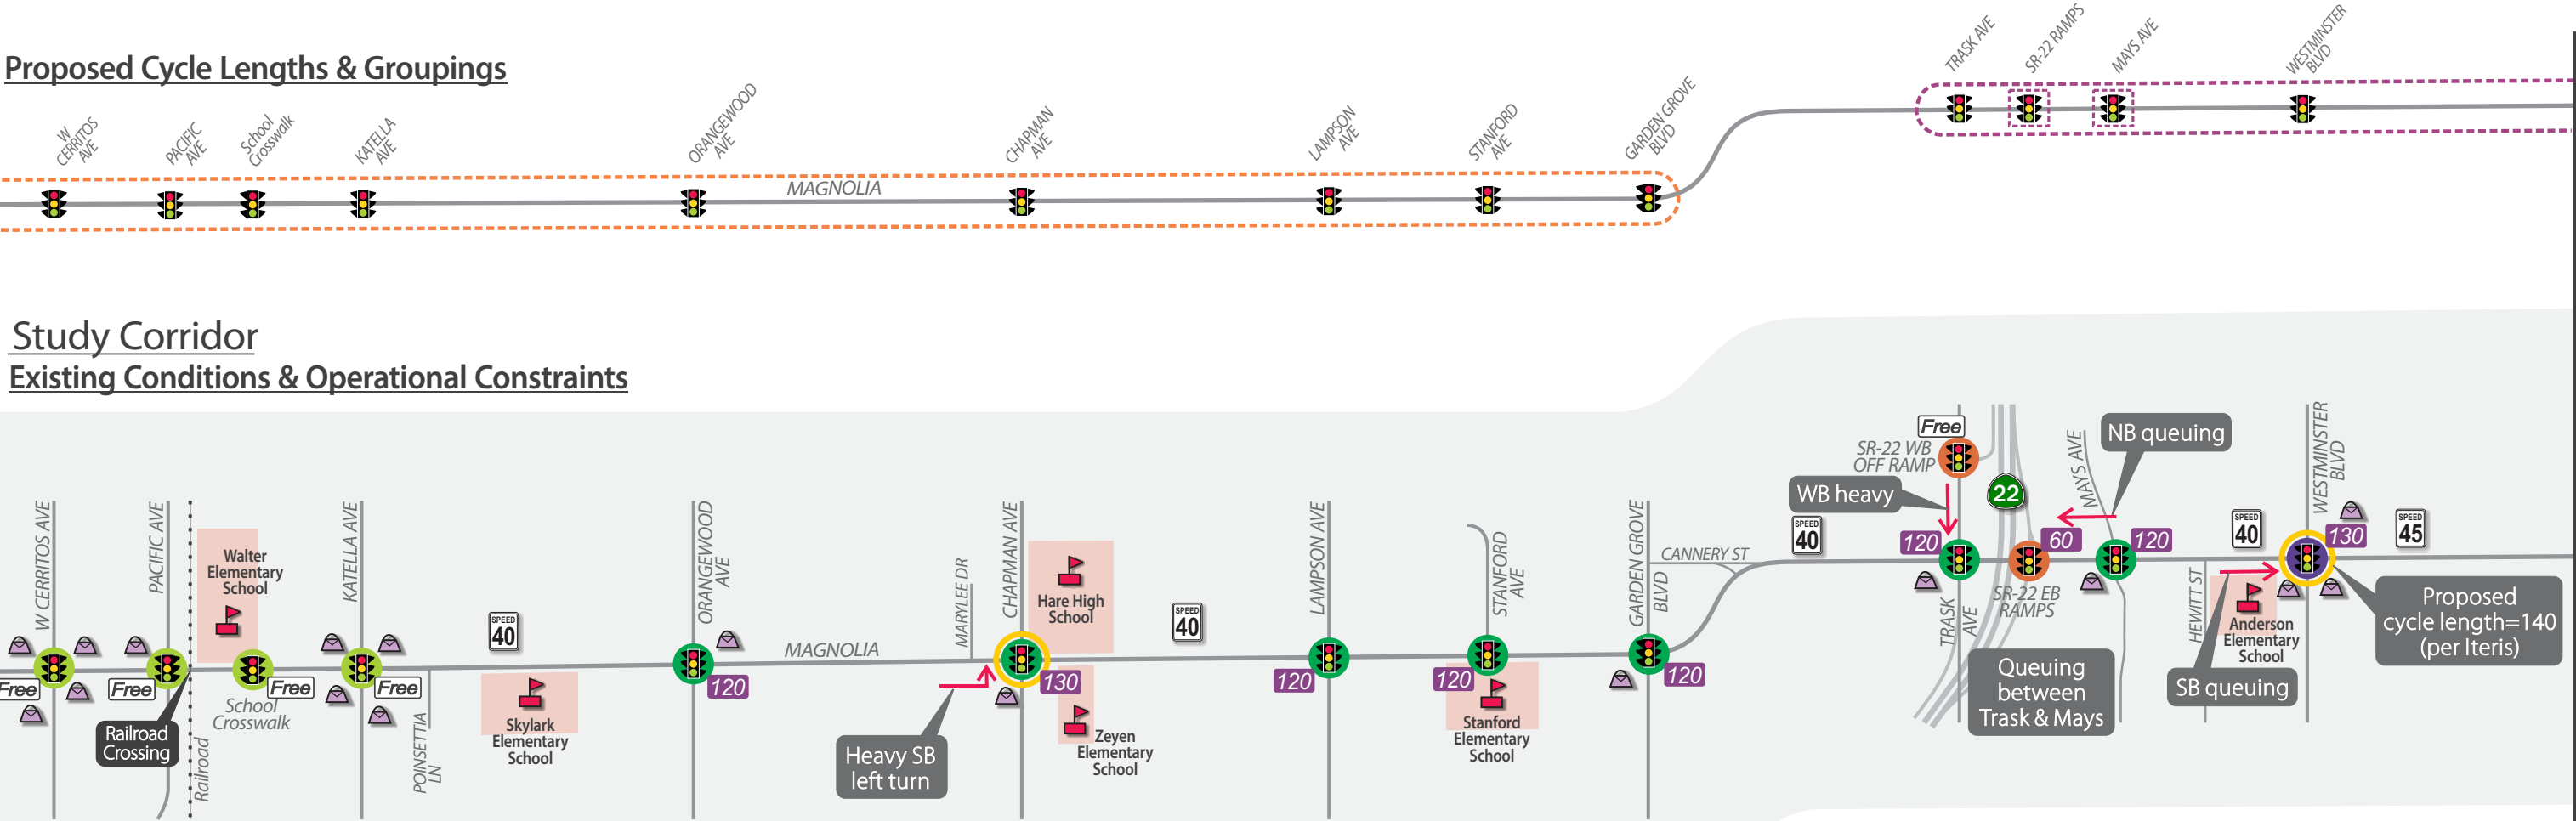 Proposed Cycle Lengths & Groupings
W
CERRITOS
AVE
PACIFIC
AVE
School
Crosswalk
KATELLA
AVE
ORANGEWOOD
AVE
MAGNOLIA
CHAPMAN
AVE
LAMPSON
AVE
STANFORD
AVE
GARDEN GROVE
BLVD
TRASK AVE
SR-22 RAMPS
MAYS AVE
WESTMINSTER
BLVD
Study Corridor
Existing Conditions & Operational Constraints
W CERRITOS AVE
Free
PACIFIC AVE
Free
Railroad
Crossing
Railroad
Walter
Elementary
School
School
Crosswalk
Free
KATELLA AVE
Free
POINSETTIA
LN
SPEED
40
Skylark
Elementary
School
ORANGEWOOD
AVE
120
MAGNOLIA
Heavy SB
left turn
MARYLEE DR
CHAPMAN AVE
130
Hare High
School
Zeyen
Elementary
School
SPEED
40
LAMPSON AVE
120
STANFORD
AVE
120
Stanford
Elementary
School
GARDEN GROVE
BLVD
120
CANNERY ST
SPEED
40
WB heavy
SR-22 WB
OFF RAMP
Free
120
TRASK
AVE
22
60
SR-22 EB
RAMPS
Queuing
between
Trask & Mays
MAYS AVE
NB queuing
120
HEWITT ST
SB queuing
SPEED
40
Anderson
Elementary
School
WESTMINSTER
BLVD
130
SPEED
45
Proposed
cycle length=140
(per Iteris)